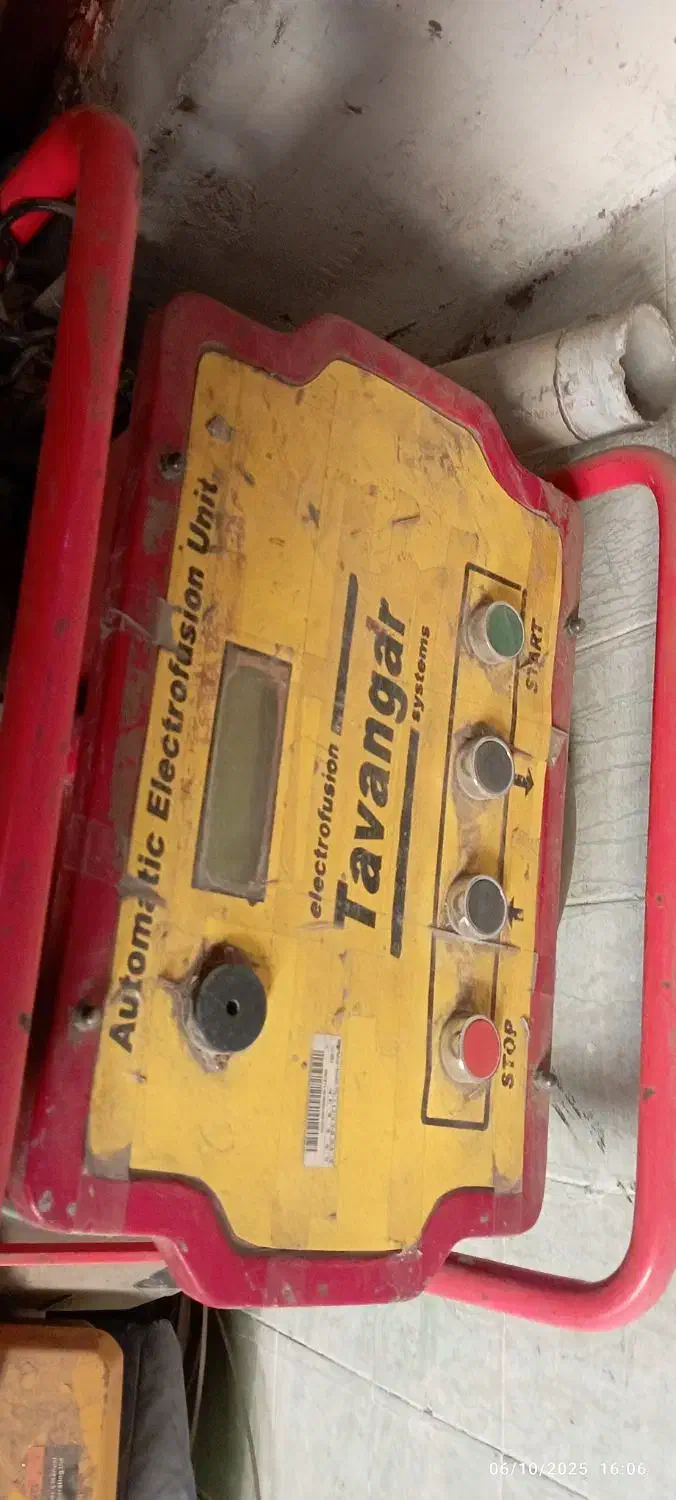 Automatic Electrofusion Unit
electrofusion
Tavangar
systems
STOP
START
06/10/2025 16:06